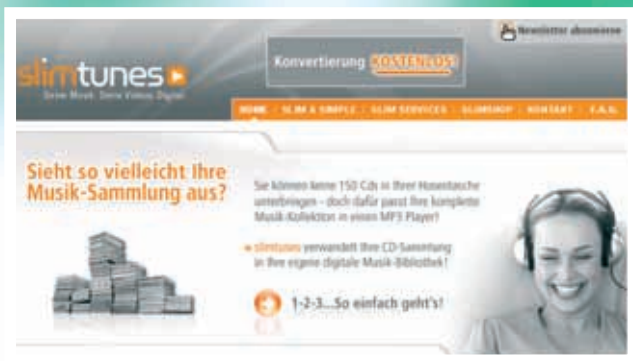 Newsletter abonnieren
Konvertierung KOSTENLOS!
slimtunes
Deine Musik. Deine Videos. Digital.
HOME SLIM & SIMPLE SLIM SERVICES SLIMSHOP KONTAKT F.A.Q.
Sieht so vielleicht Ihre
Musik-Sammlung aus?
Sie können keine 150 Cds in Ihrer Hosentasche
unterbringen - doch dafür passt Ihre komplette
Musik-Kollektion in einen MP3 Player!
slimtunes verwandelt Ihre CD-Sammlung
in Ihre eigene digitale Musik-Bibliothek!
1-2-3...So einfach geht's!